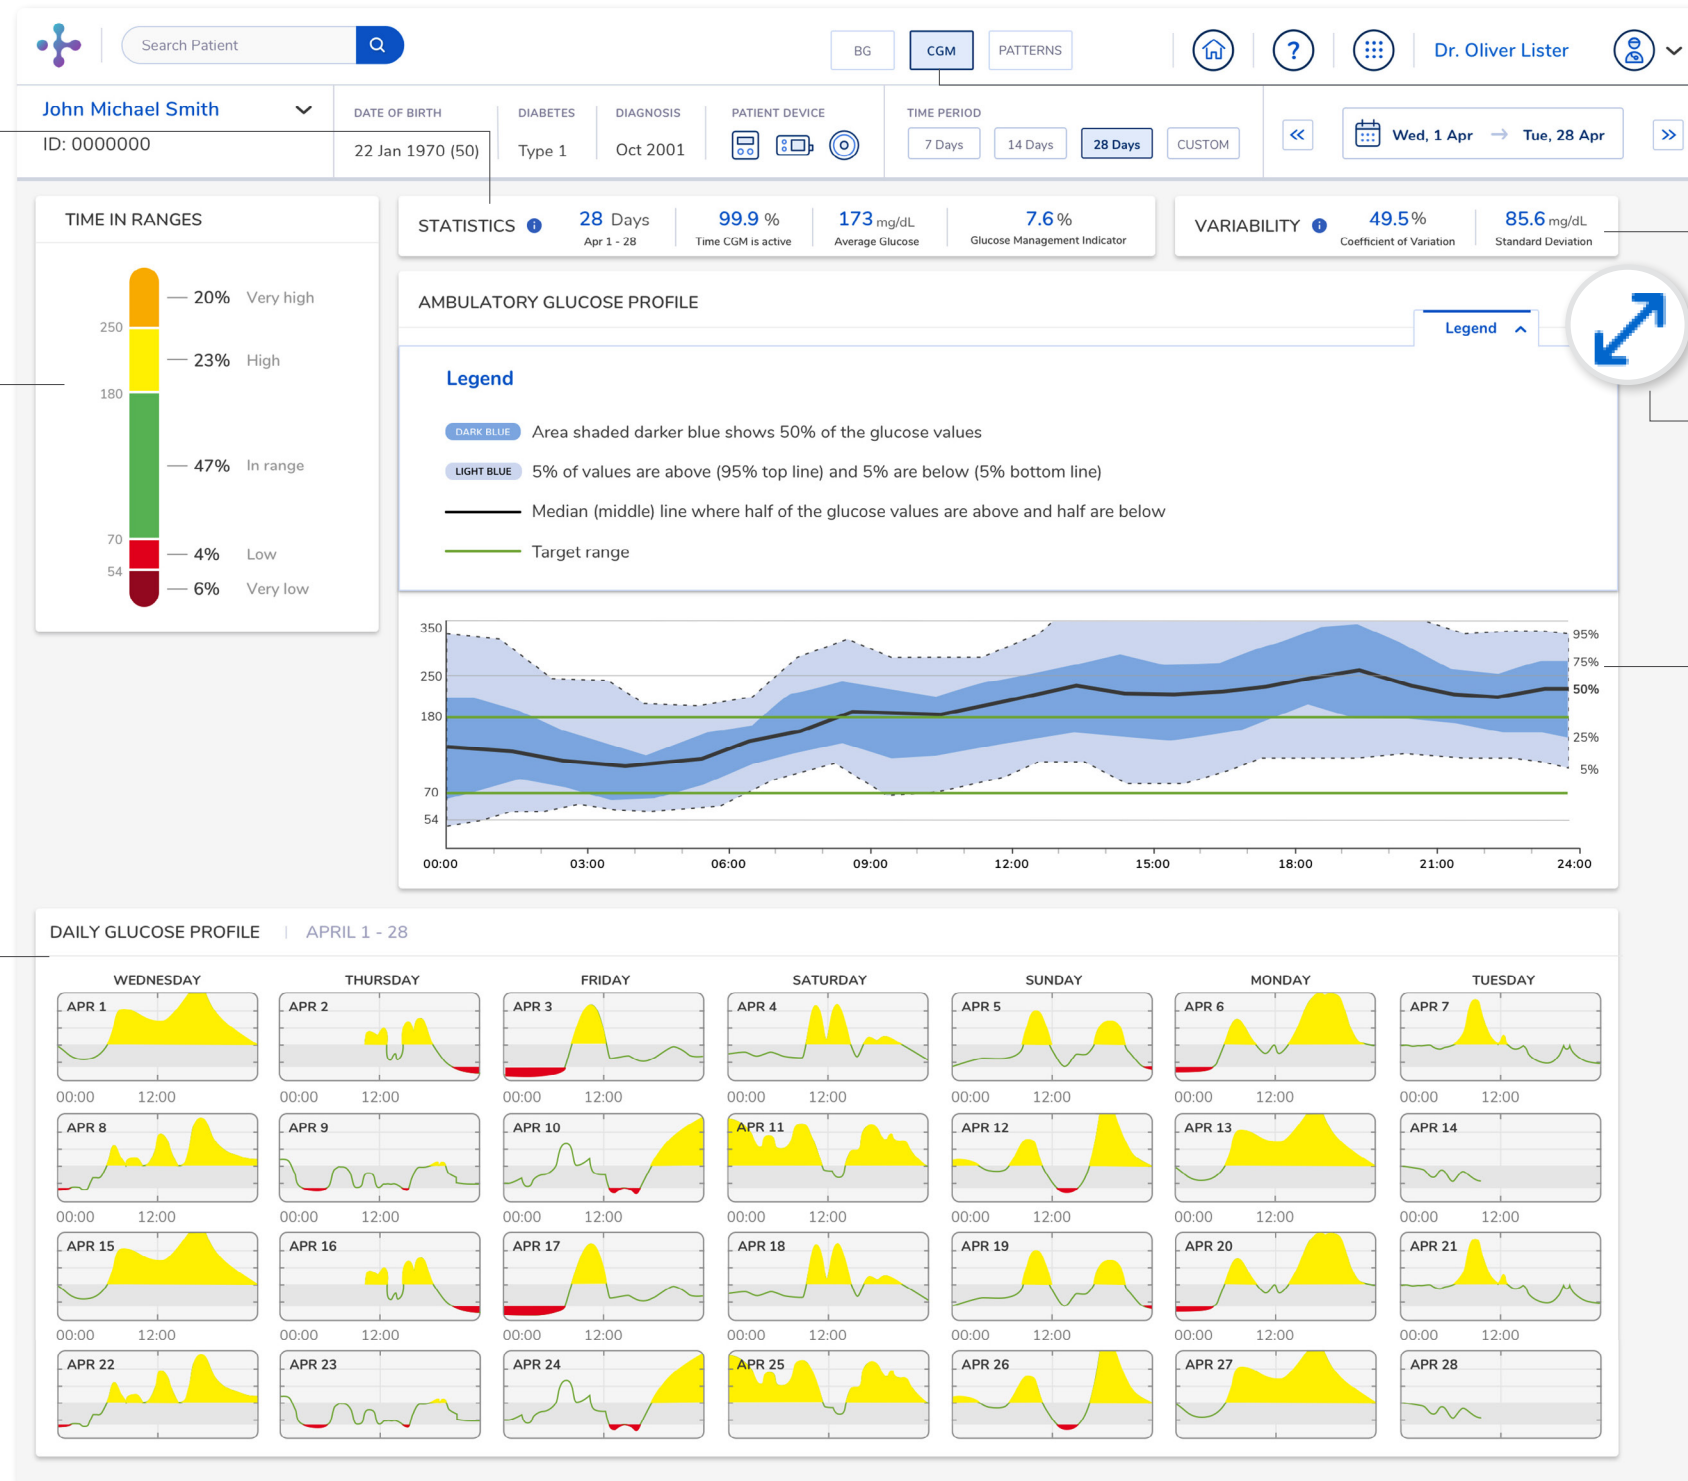 Search Patient
BG
CGM
PATTERNS
?
Dr. Oliver Lister
John Michael Smith
ID: 0000000
DATE OF BIRTH
22 Jan 1970 (50)
DIABETES
Type 1
DIAGNOSIS
Oct 2001
PATIENT DEVICE
TIME PERIOD
7 Days
14 Days
28 Days
CUSTOM
Wed, 1 Apr → Tue, 28 Apr
TIME IN RANGES
20% Very high
250
23% High
180
47% In range
70
4% Low
54
6% Very low
STATISTICS i
28 Days
Apr 1 - 28
99.9 %
Time CGM is active
173 mg/dL
Average Glucose
7.6%
Glucose Management Indicator
VARIABILITY i
49.5%
Coefficient of Variation
85.6 mg/dL
Standard Deviation
AMBULATORY GLUCOSE PROFILE
Legend
Legend
DARK BLUE Area shaded darker blue shows 50% of the glucose values
LIGHT BLUE 5% of values are above (95% top line) and 5% are below (5% bottom line)
Median (middle) line where half of the glucose values are above and half are below
Target range
350
250
180
70
54
95%
75%
50%
25%
5%
00:00 03:00 06:00 09:00 12:00 15:00 18:00 21:00 24:00
DAILY GLUCOSE PROFILE | APRIL 1 - 28
WEDNESDAY THURSDAY FRIDAY SATURDAY SUNDAY MONDAY TUESDAY
APR 1 APR 2 APR 3 APR 4 APR 5 APR 6 APR 7
00:00 12:00 00:00 12:00 00:00 12:00 00:00 12:00 00:00 12:00 00:00 12:00 00:00 12:00
APR 8 APR 9 APR 10 APR 11 APR 12 APR 13 APR 14
00:00 12:00 00:00 12:00 00:00 12:00 00:00 12:00 00:00 12:00 00:00 12:00 00:00 12:00
APR 15 APR 16 APR 17 APR 18 APR 19 APR 20 APR 21
00:00 12:00 00:00 12:00 00:00 12:00 00:00 12:00 00:00 12:00 00:00 12:00 00:00 12:00
APR 22 APR 23 APR 24 APR 25 APR 26 APR 27 APR 28